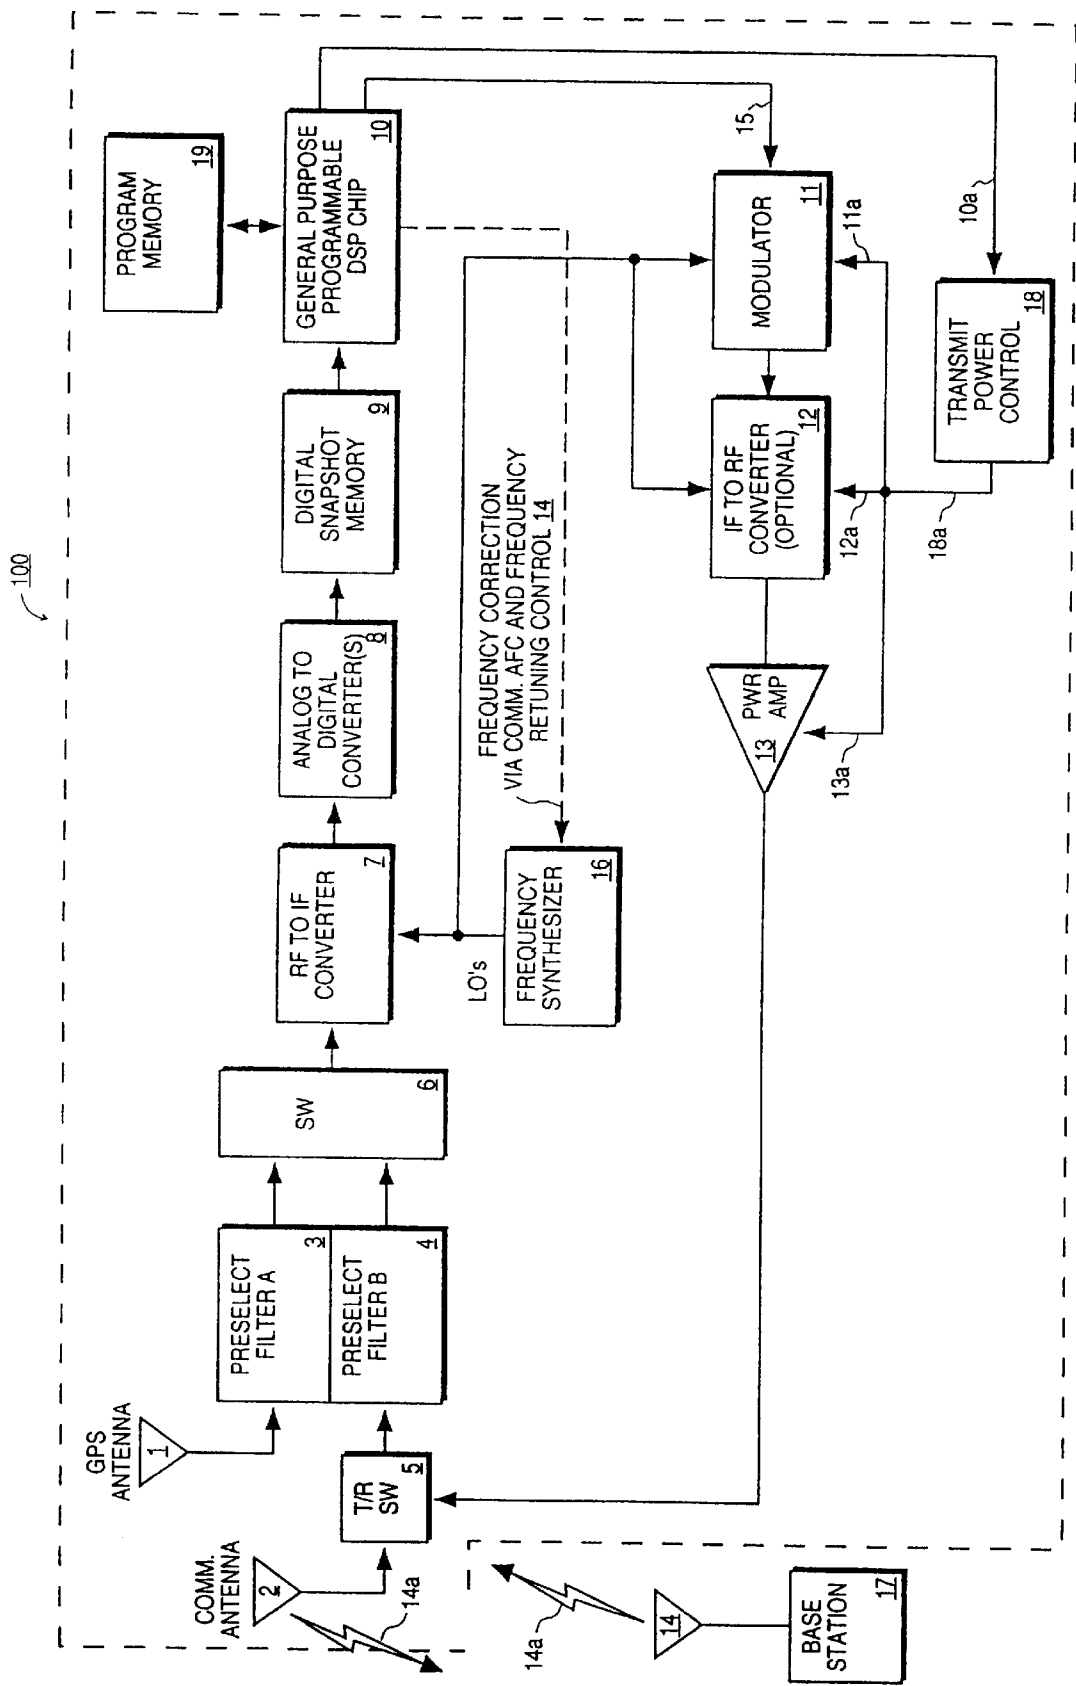 100
GPS
ANTENNA
1
COMM.
ANTENNA
2
14a
T/R
SW
5
PRESELECT
FILTER A
3
PRESELECT
FILTER B
4
SW
6
RF TO IF
CONVERTER
7
ANALOG TO
DIGITAL
CONVERTER(S)
8
DIGITAL
SNAPSHOT
MEMORY
9
GENERAL PURPOSE
PROGRAMMABLE
DSP CHIP
10
PROGRAM
MEMORY
19
LO's
FREQUENCY
SYNTHESIZER
16
FREQUENCY CORRECTION
VIA COMM. AFC AND FREQUENCY
RETUNING CONTROL 14
PWR
AMP
13
13a
IF TO RF
CONVERTER
(OPTIONAL)
12
12a
MODULATOR
11
11a
15
18a
10a
TRANSMIT
POWER
CONTROL
18
14a
14
BASE
STATION
17